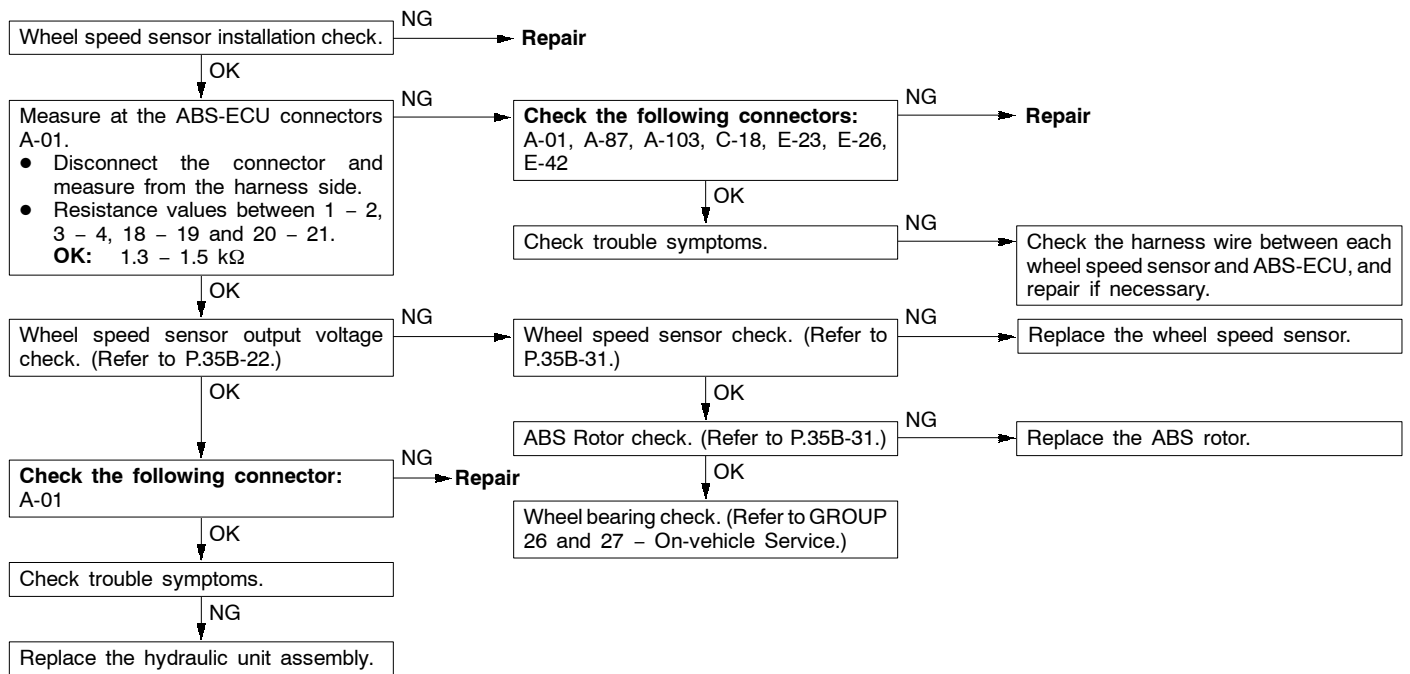 Wheel speed sensor installation check.
NG
Repair
OK
Measure at the ABS-ECU connectors
A-01.
● Disconnect the connector and
measure from the harness side.
● Resistance values between 1 – 2,
3 – 4, 18 – 19 and 20 – 21.
OK: 1.3 – 1.5 kΩ
NG
Check the following connectors:
A-01, A-87, A-103, C-18, E-23, E-26,
E-42
NG
Repair
OK
Check trouble symptoms.
NG
Check the harness wire between each
wheel speed sensor and ABS-ECU, and
repair if necessary.
OK
Wheel speed sensor output voltage
check. (Refer to P.35B-22.)
NG
Wheel speed sensor check. (Refer to
P.35B-31.)
NG
Replace the wheel speed sensor.
OK
OK
ABS Rotor check. (Refer to P.35B-31.)
NG
Replace the ABS rotor.
Check the following connector:
A-01
NG
Repair
OK
Wheel bearing check. (Refer to GROUP
26 and 27 – On-vehicle Service.)
OK
Check trouble symptoms.
NG
Replace the hydraulic unit assembly.